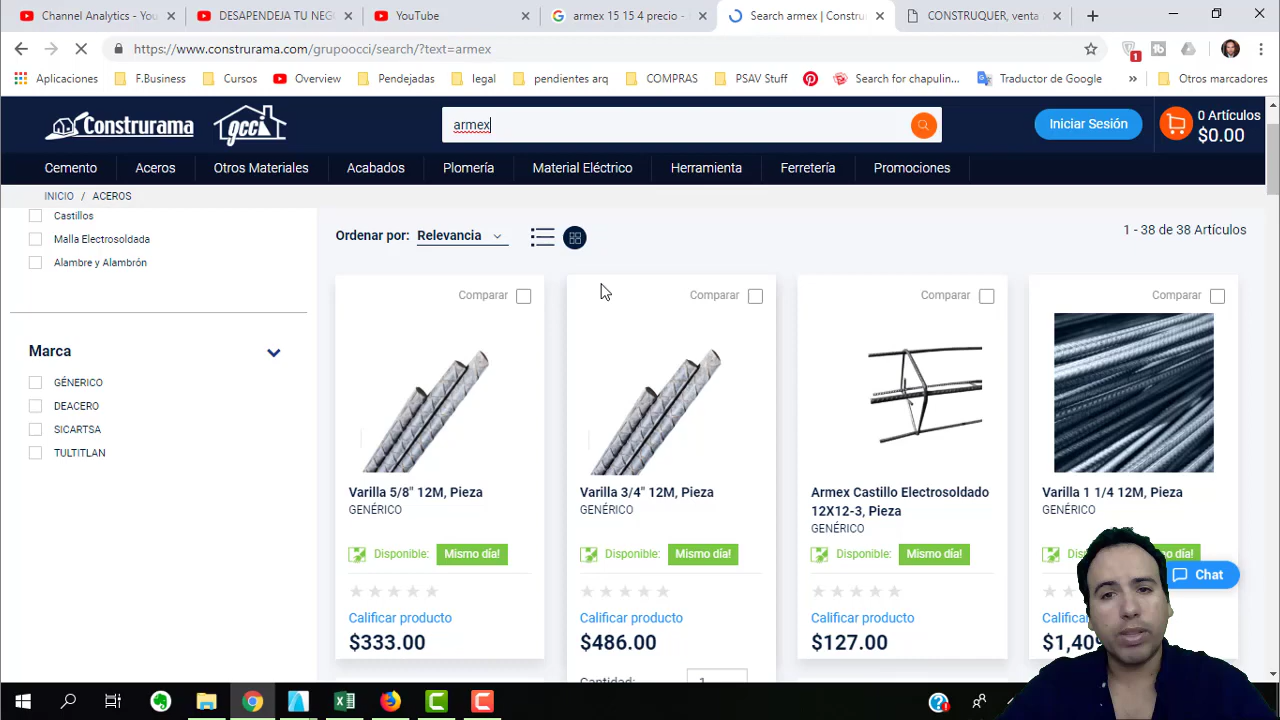 Channel Analytics - You
DESAPENDEJA TU NEG
YouTube
armex 15 15 4 precio -
Search armex | Constru
CONSTRUQUER, venta
https://www.construrama.com/grupoocci/search/?text=armex
1
Aplicaciones
F.Business
Cursos
Overview
Pendejadas
legal
pendientes arq
COMPRAS
PSAV Stuff
Search for chapulin...
Traductor de Google
Otros marcadores
Construrama
gcc
armex
Iniciar Sesión
0 Artículos
$0.00
Cemento
Aceros
Otros Materiales
Acabados
Plomería
Material Eléctrico
Herramienta
Ferretería
Promociones
INICIO / ACEROS
Castillos
Malla Electrosoldada
Alambre y Alambrón
Marca
GÉNERICO
DEACERO
SICARTSA
TULTITLAN
Ordenar por: Relevancia
1 - 38 de 38 Artículos
Comparar
Varilla 5/8" 12M, Pieza
GENÉRICO
Disponible: Mismo día!
Calificar producto
$333.00
Comparar
Varilla 3/4" 12M, Pieza
GENÉRICO
Disponible: Mismo día!
Calificar producto
$486.00
Cantidad: 1
Comparar
Armex Castillo Electrosoldado
12X12-3, Pieza
GENÉRICO
Disponible: Mismo día!
Calificar producto
$127.00
Comparar
Varilla 1 1/4 12M, Pieza
GENÉRICO
Chat